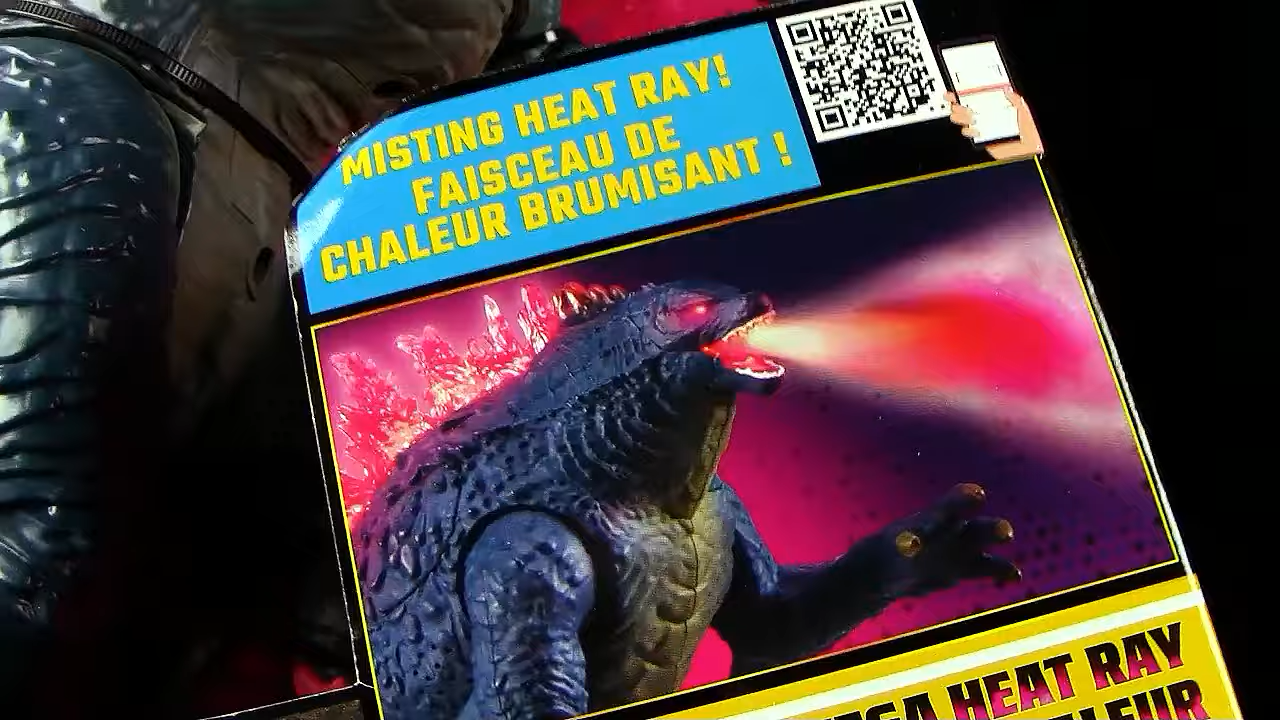 MISTING HEAT RAY!
FAISCEAU DE
CHALEUR BRUMISANT !
HEAT RAY